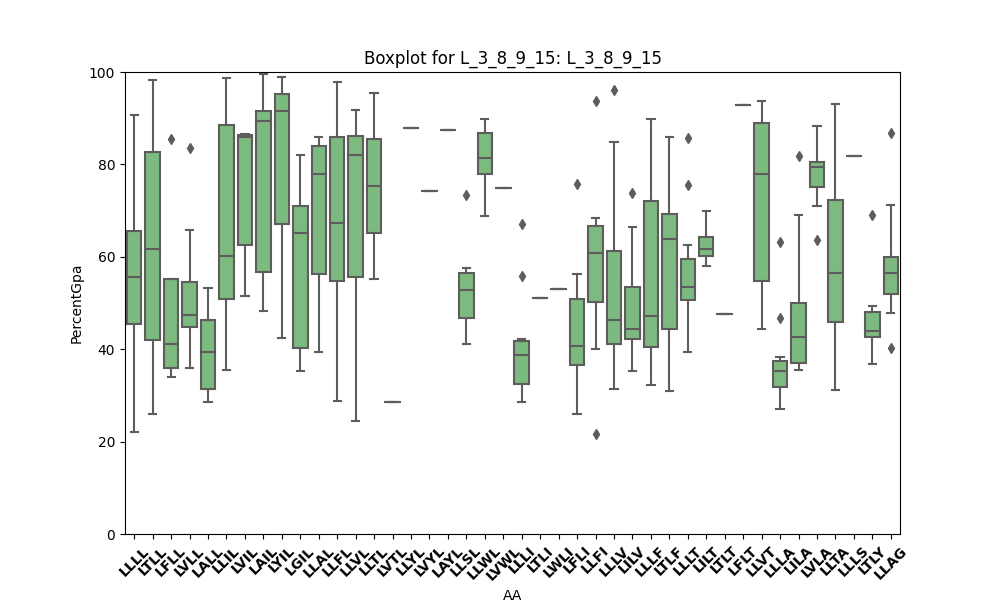 Boxplot for L_3_8_9_15: L_3_8_9_15
PercentGpa
100
80
60
40
20
0
LLLL LTLL LFLL LVLL LALL LLIL LVIL LAIL LYIL LGIL LLAL LLFL LLVL LLTL LVTL LLYL LVYL LAYL LLSL LLWL LVWL LLLI LTLI LWLI LFLI LLFI LLLV LILV LLLF LTLF LLLT LILT LTLT LFLT LLVT LLLA LILA LVLA LLTA LLLS LTLY LLAG
AA